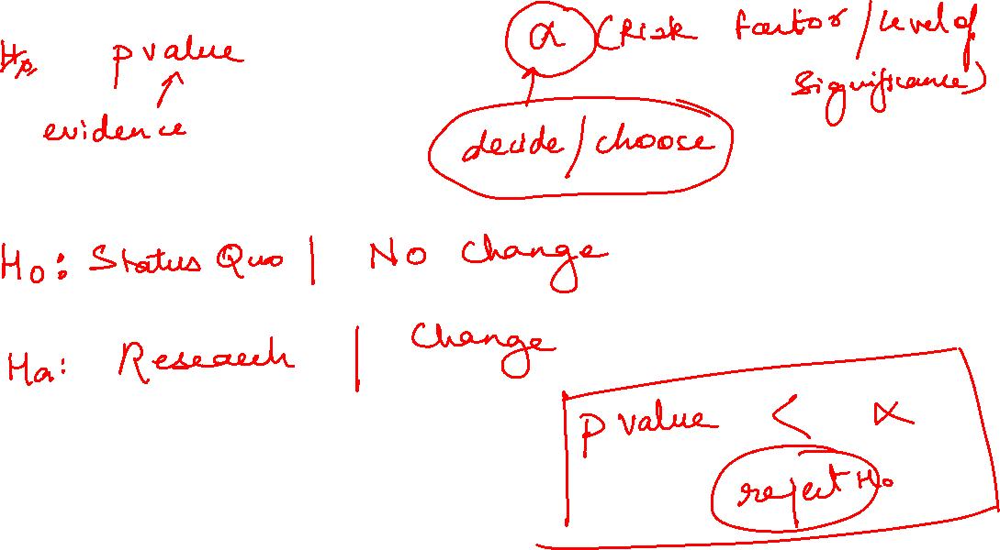 p value α (Risk Factor / Level of
Significance)
evidence decide / choose
H0: Status Quo | No Change
Ha: Research | Change
P value < α
reject H0